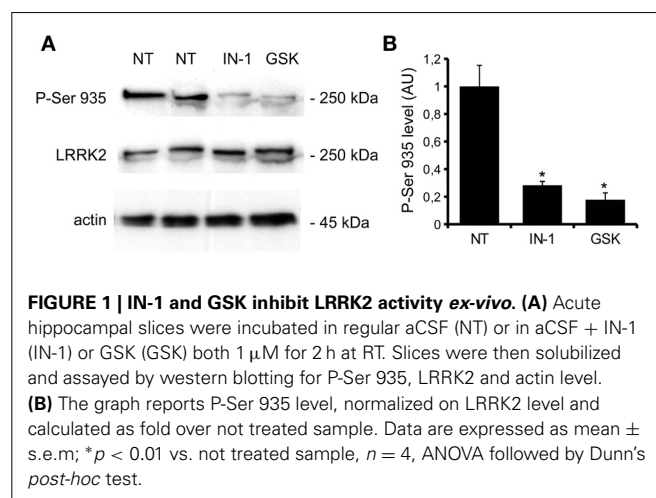 A
NT NT IN-1 GSK
P-Ser 935
- 250 kDa
LRRK2
- 250 kDa
actin
- 45 kDa
B
P-Ser 935 level (AU)
1,2
1
0,8
0,6
0,4
0,2
0
*
*
NT IN-1 GSK
FIGURE 1 | IN-1 and GSK inhibit LRRK2 activity ex-vivo. (A) Acute
hippocampal slices were incubated in regular aCSF (NT) or in aCSF + IN-1
(IN-1) or GSK (GSK) both 1 μM for 2 h at RT. Slices were then solubilized
and assayed by western blotting for P-Ser 935, LRRK2 and actin level.
(B) The graph reports P-Ser 935 level, normalized on LRRK2 level and
calculated as fold over not treated sample. Data are expressed as mean ±
s.e.m; *p < 0.01 vs. not treated sample, n = 4, ANOVA followed by Dunn's
post-hoc test.